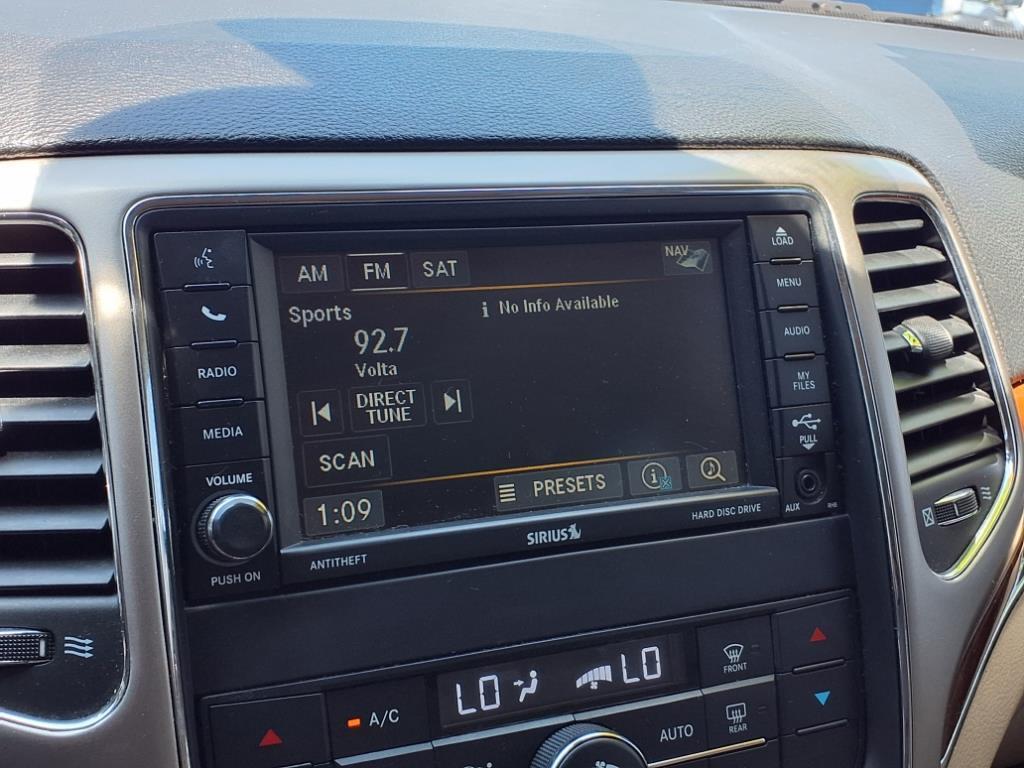 LOAD
AM FM SAT NAV
MENU
Sports i No Info Available
92.7
AUDIO
Volta
RADIO
MY
FILES
DIRECT
TUNE
MEDIA
PULL
SCAN
VOLUME
PRESETS i
1:09
AUX RHB
HARD DISC DRIVE
SIRIUS
ANTITHEFT
PUSH ON
FRONT
LO LO
A/C
AUTO
REAR